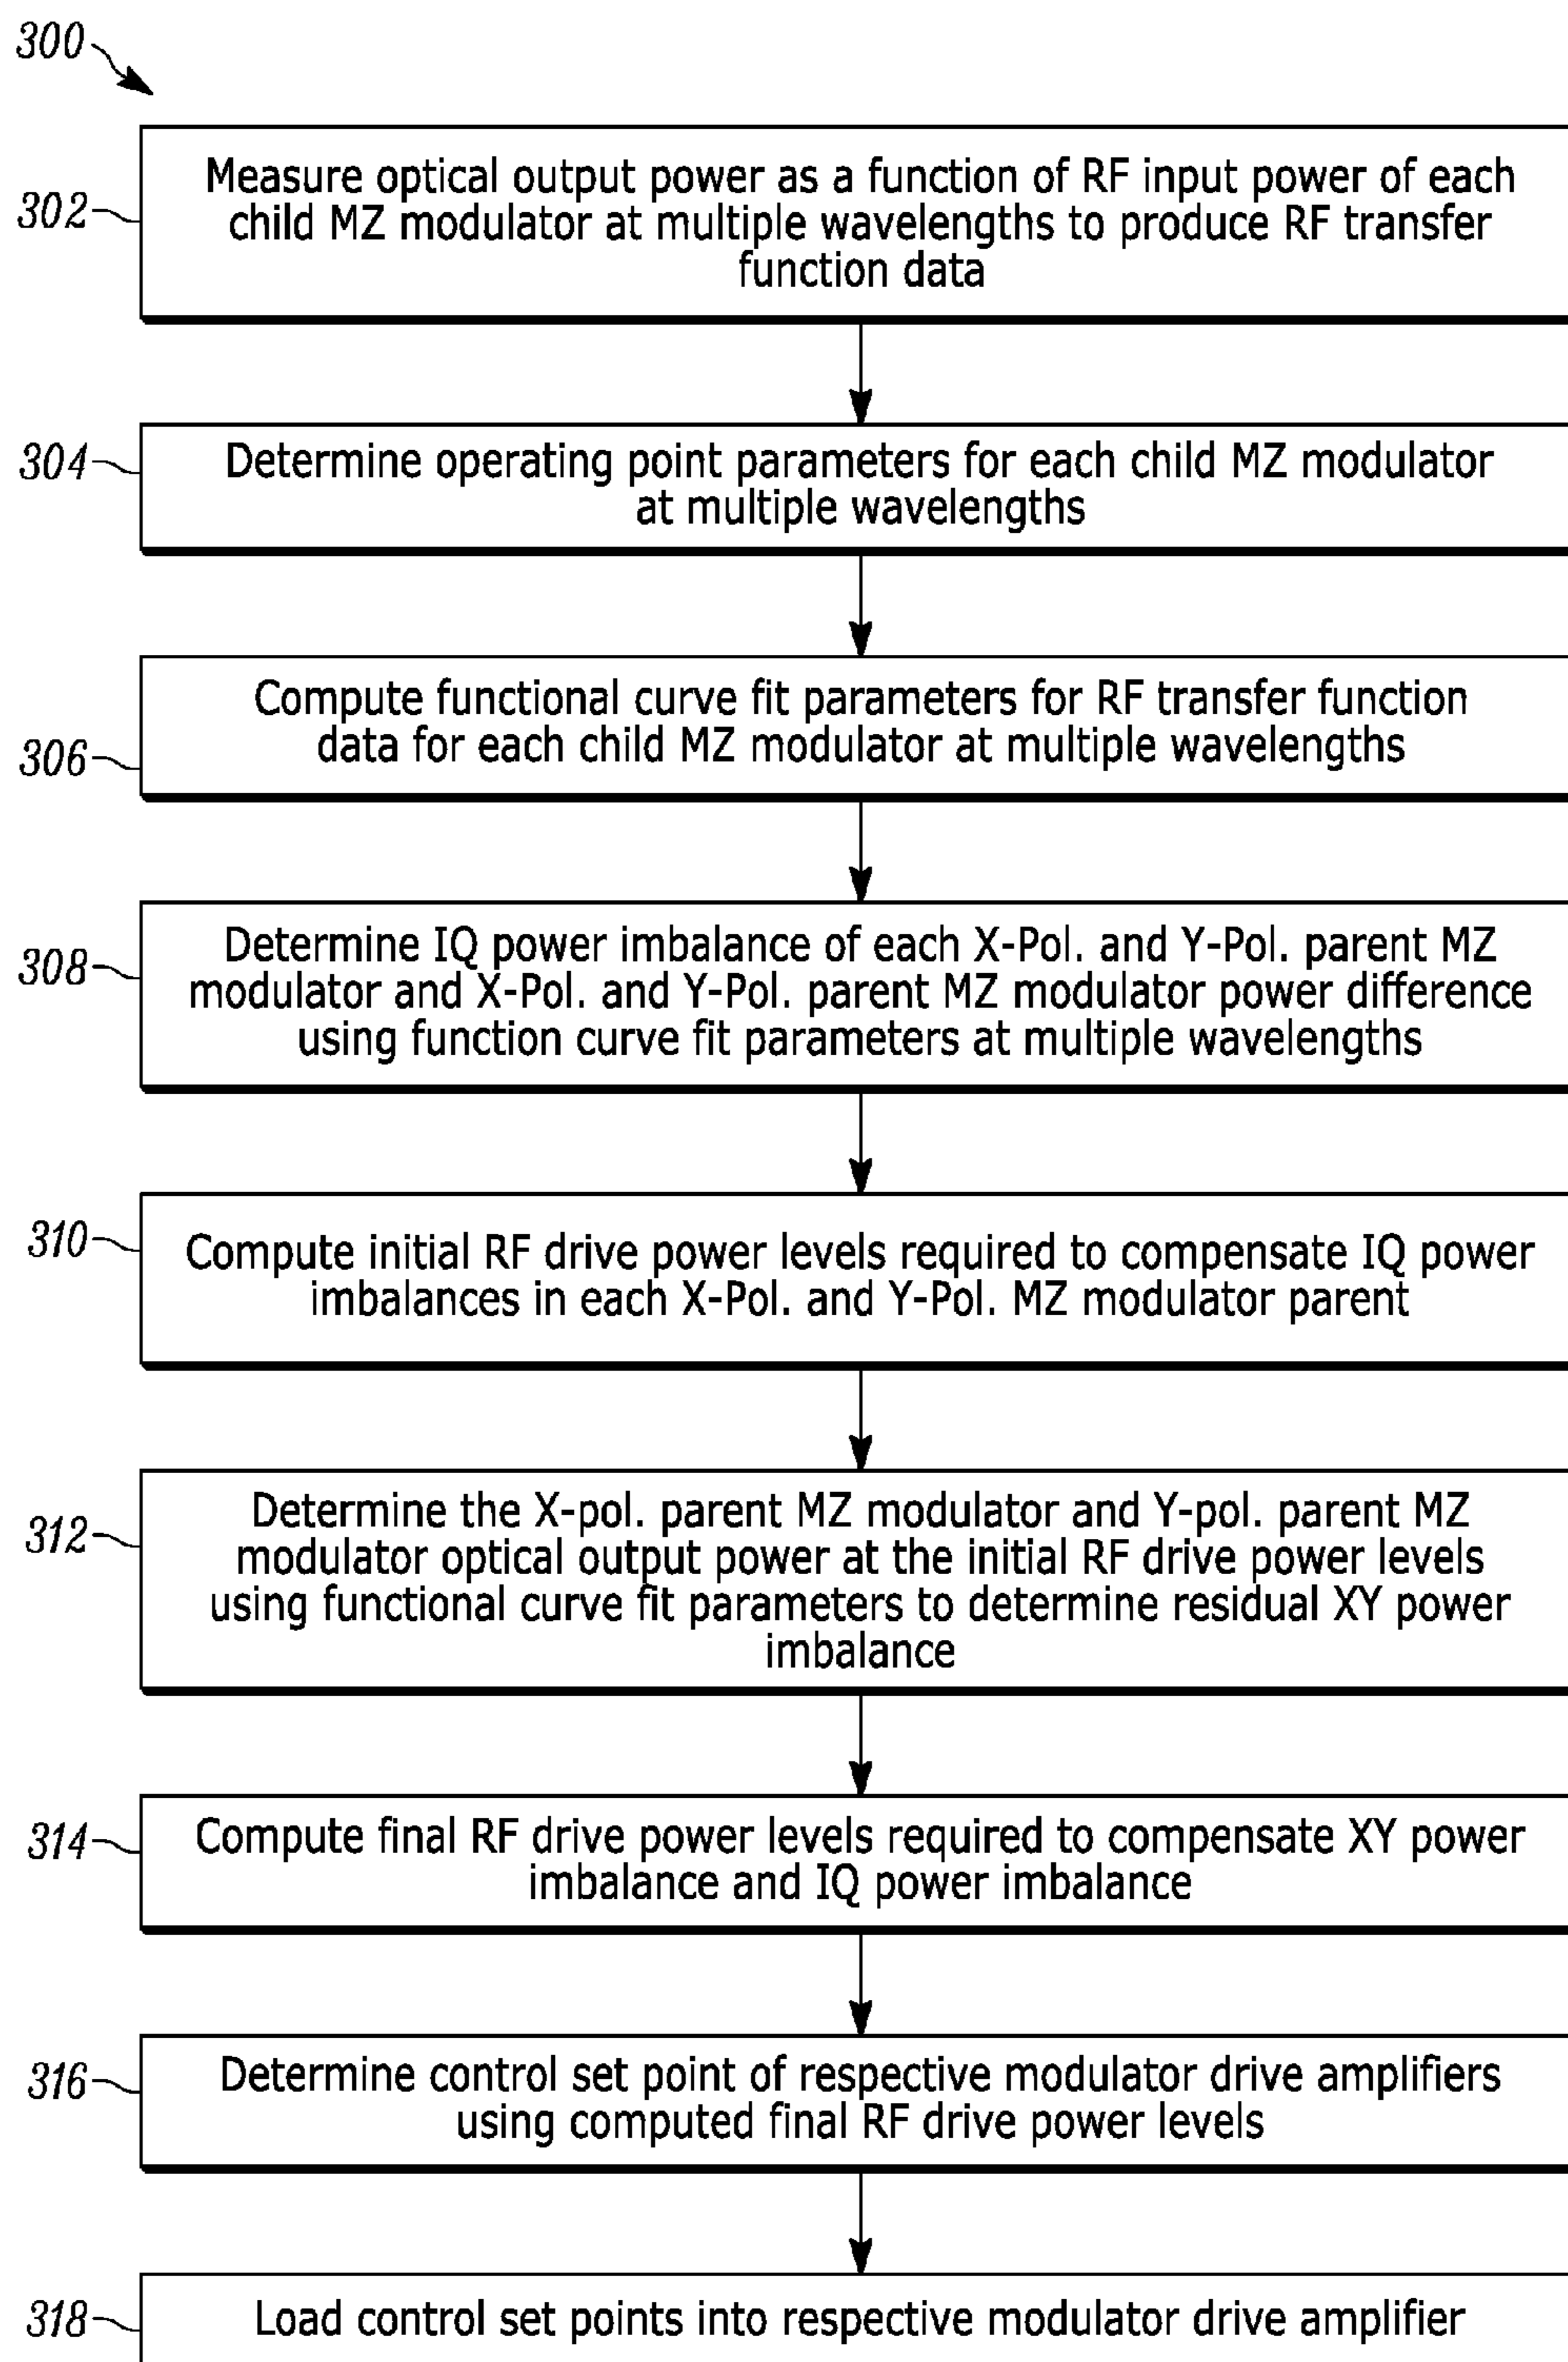 300
302
Measure optical output power as a function of RF input power of each
child MZ modulator at multiple wavelengths to produce RF transfer
function data
304
Determine operating point parameters for each child MZ modulator
at multiple wavelengths
306
Compute functional curve fit parameters for RF transfer function
data for each child MZ modulator at multiple wavelengths
308
Determine IQ power imbalance of each X-Pol. and Y-Pol. parent MZ
modulator and X-Pol. and Y-Pol. parent MZ modulator power difference
using function curve fit parameters at multiple wavelengths
310
Compute initial RF drive power levels required to compensate IQ power
imbalances in each X-Pol. and Y-Pol. MZ modulator parent
312
Determine the X-pol. parent MZ modulator and Y-pol. parent MZ
modulator optical output power at the initial RF drive power levels
using functional curve fit parameters to determine residual XY power
imbalance
314
Compute final RF drive power levels required to compensate XY power
imbalance and IQ power imbalance
316
Determine control set point of respective modulator drive amplifiers
using computed final RF drive power levels
318
Load control set points into respective modulator drive amplifier